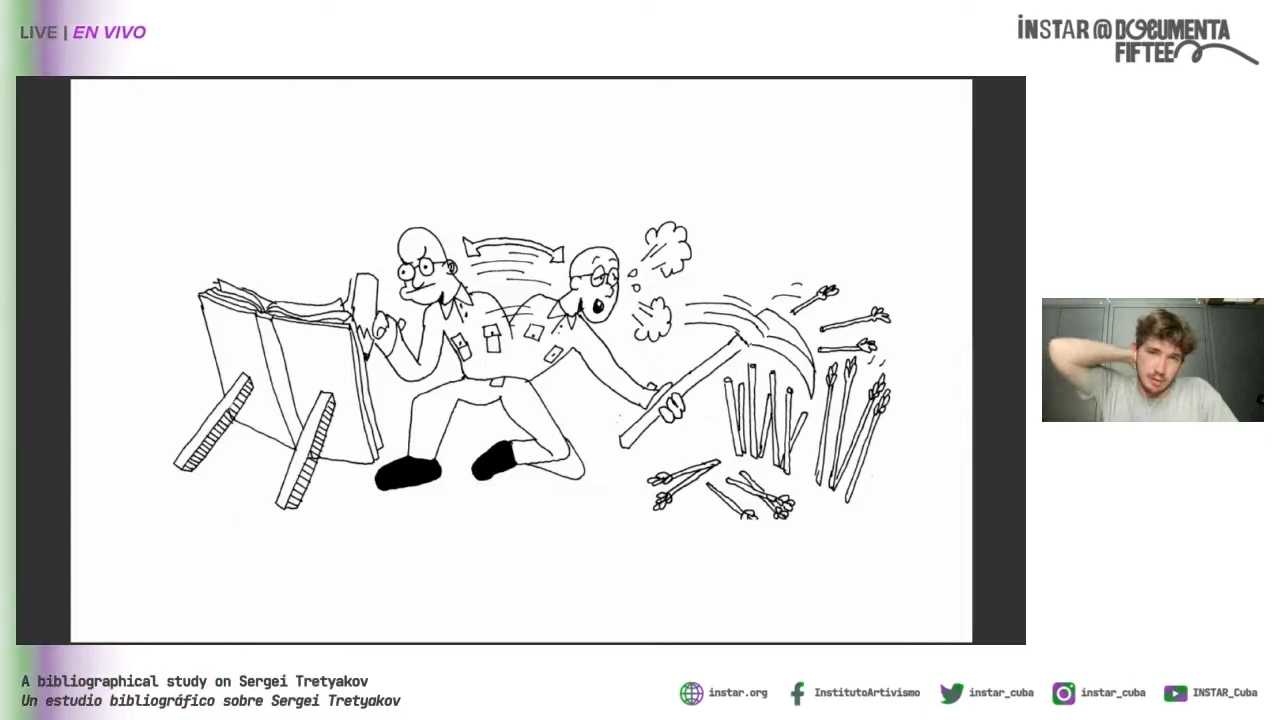 LIVE | EN VIVO
INSTAR @ DOCUMENTA
FIFTEEN
A bibliographical study on Sergei Tretyakov
Un estudio bibliográfico sobre Sergei Tretyakov
instar.org
InstitutoArtivismo
instar_cuba
instar_cuba
INSTAR_Cuba